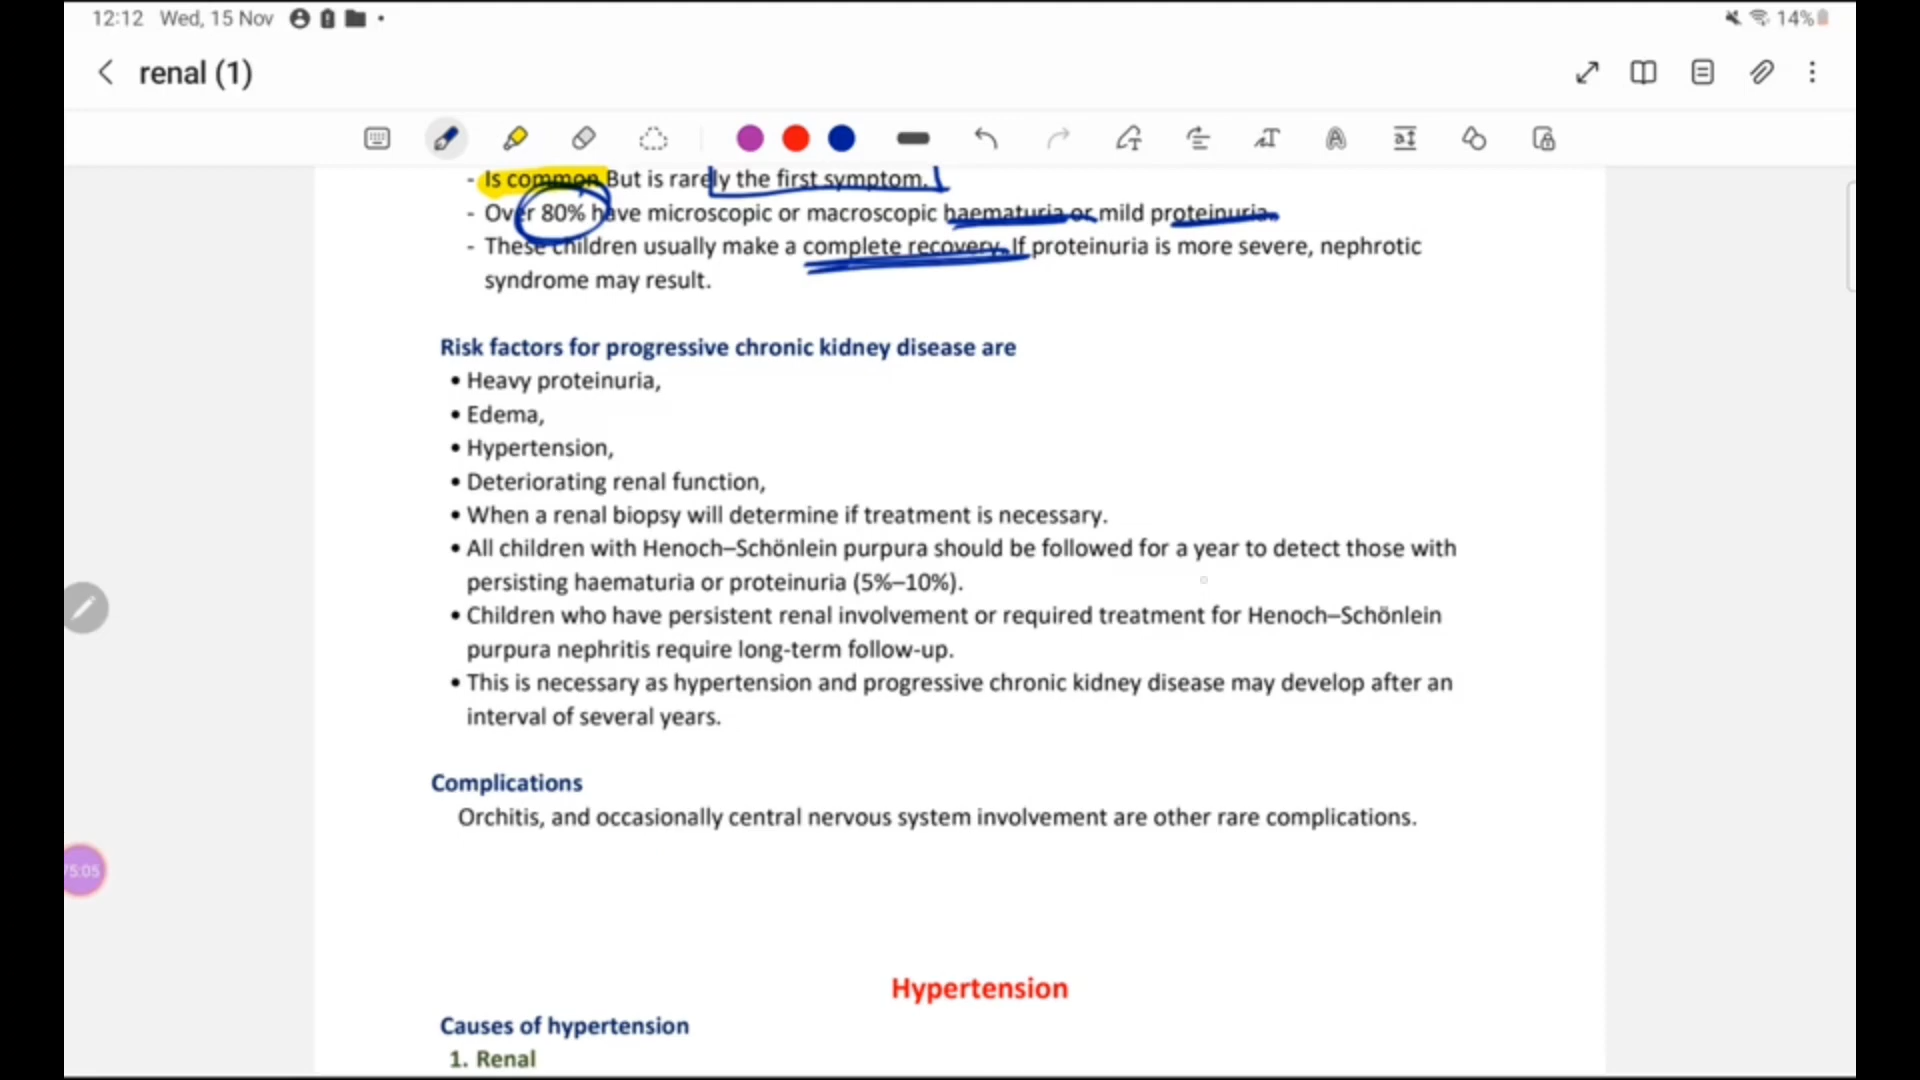 12:12 Wed, 15 Nov
14%
renal (1)
- Is common But is rarely the first symptom.
- Over 80% have microscopic or macroscopic haematuria or mild proteinuria.
- These children usually make a complete recovery. If proteinuria is more severe, nephrotic
syndrome may result.
Risk factors for progressive chronic kidney disease are
• Heavy proteinuria,
• Edema,
• Hypertension,
• Deteriorating renal function,
• When a renal biopsy will determine if treatment is necessary.
• All children with Henoch–Schönlein purpura should be followed for a year to detect those with
persisting haematuria or proteinuria (5%–10%).
• Children who have persistent renal involvement or required treatment for Henoch–Schönlein
purpura nephritis require long-term follow-up.
• This is necessary as hypertension and progressive chronic kidney disease may develop after an
interval of several years.
Complications
Orchitis, and occasionally central nervous system involvement are other rare complications.
75:05
Hypertension
Causes of hypertension
1. Renal